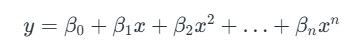 y = β₀ + β₁x + β₂x² + … + βₙxⁿ